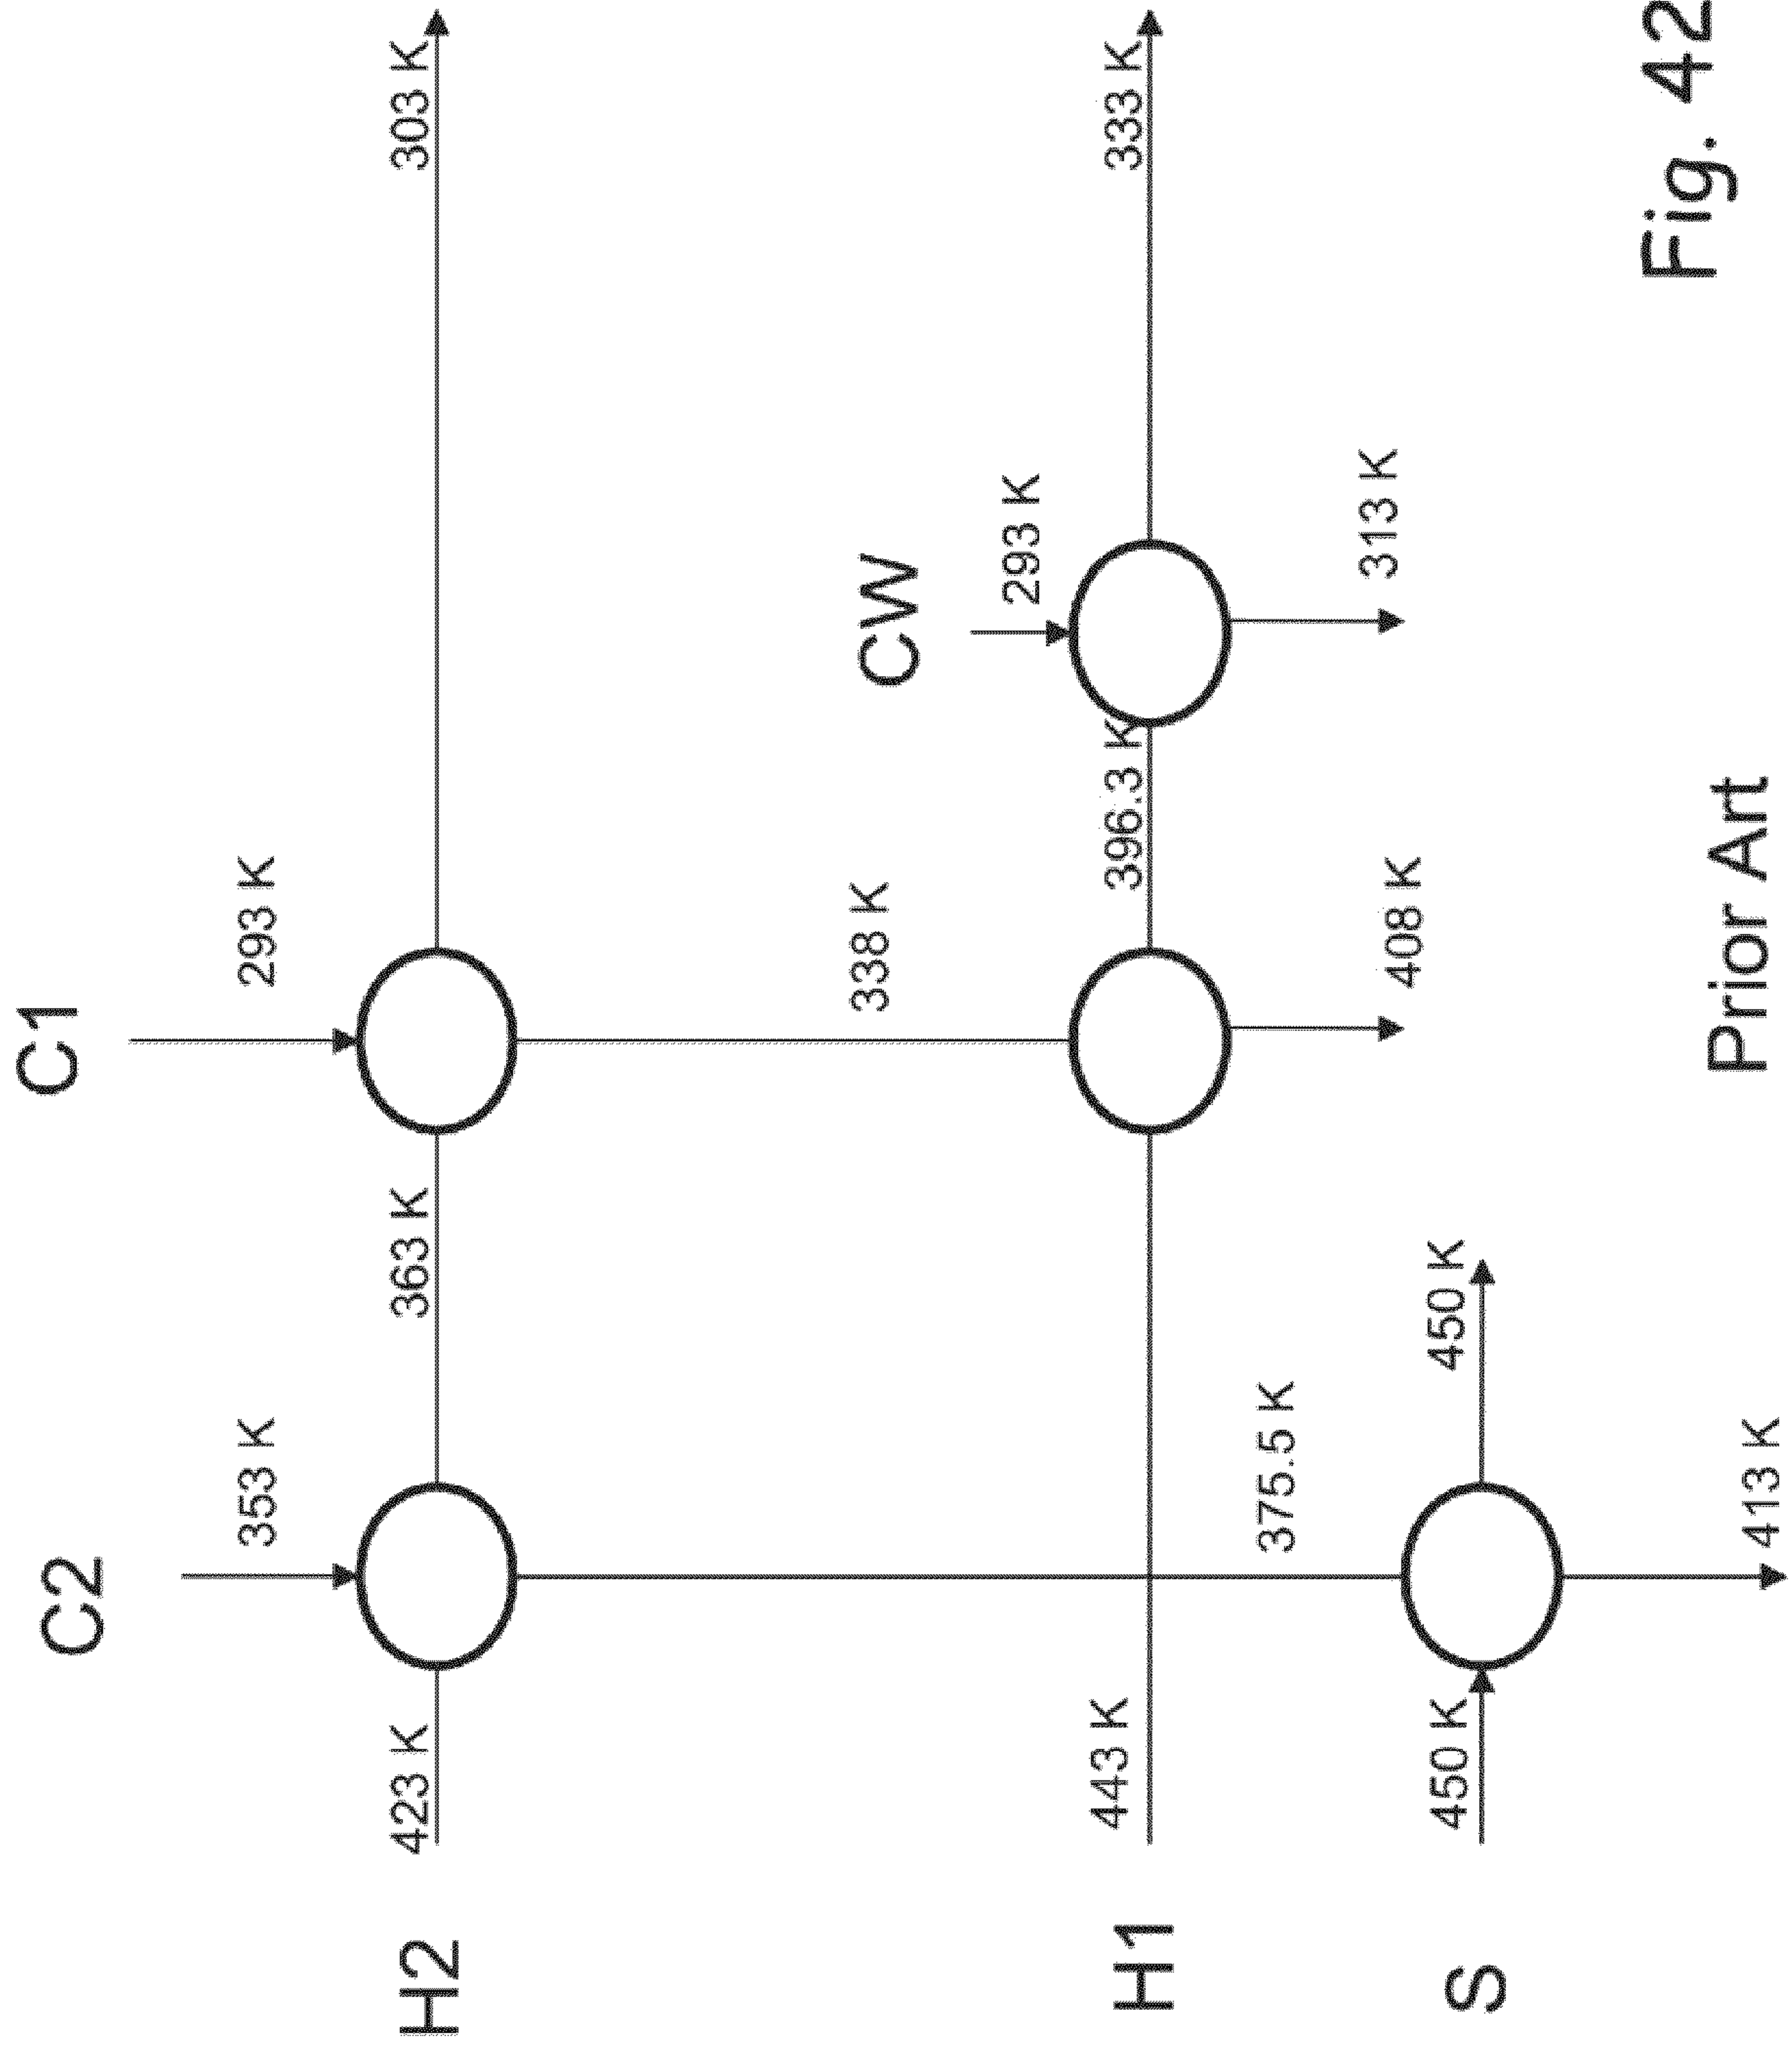 C2
C1
353 K
293 K
H2
423 K
363 K
303 K
338 K
CW
293 K
H1
443 K
396.3 K
333 K
375.5 K
408 K
313 K
S
450 K
450 K
413 K
Prior Art
Fig. 42